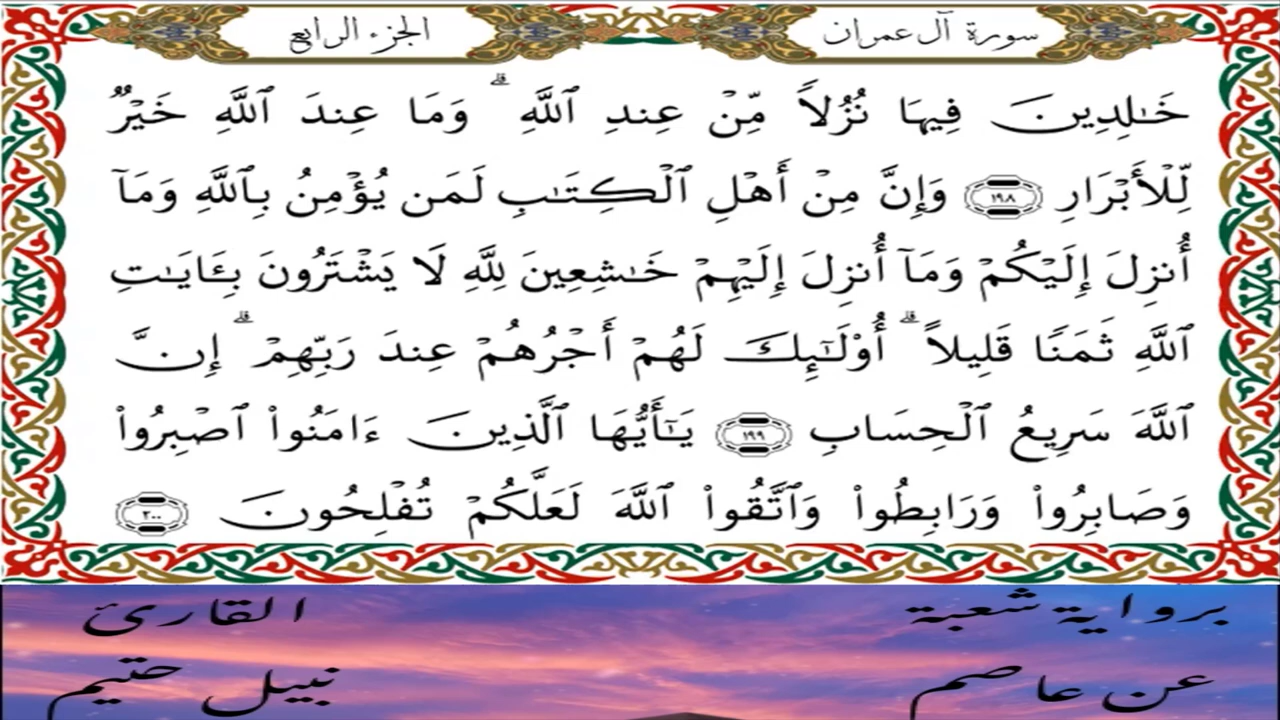 سورة آل عمران
الجزء الرابع
خَـٰلِدِينَ فِيهَا نُزُلًا مِّنْ عِندِ ٱللَّهِ ۗ وَمَا عِندَ ٱللَّهِ خَيْرٌ
لِّلْأَبْرَارِ ١٩٨ وَإِنَّ مِنْ أَهْلِ ٱلْكِتَـٰبِ لَمَن يُؤْمِنُ بِٱللَّهِ وَمَآ
أُنزِلَ إِلَيْكُمْ وَمَآ أُنزِلَ إِلَيْهِمْ خَـٰشِعِينَ لِلَّهِ لَا يَشْتَرُونَ بِـَٔايَـٰتِ
ٱللَّهِ ثَمَنًا قَلِيلًا ۗ أُو۟لَـٰٓئِكَ لَهُمْ أَجْرُهُمْ عِندَ رَبِّهِمْ ۗ إِنَّ
ٱللَّهَ سَرِيعُ ٱلْحِسَابِ ١٩٩ يَـٰٓأَيُّهَا ٱلَّذِينَ ءَامَنُوا۟ ٱصْبِرُوا۟
وَصَابِرُوا۟ وَرَابِطُوا۟ وَٱتَّقُوا۟ ٱللَّهَ لَعَلَّكُمْ تُفْلِحُونَ ٢٠٠
برواية شعبة
عن عاصم
القارئ
نبيل حتيم